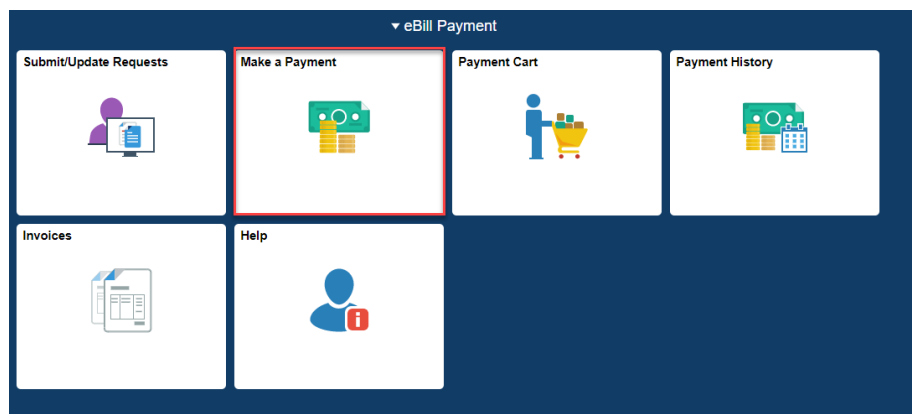 eBill Payment
Submit/Update Requests
Make a Payment
Payment Cart
Payment History
Invoices
Help